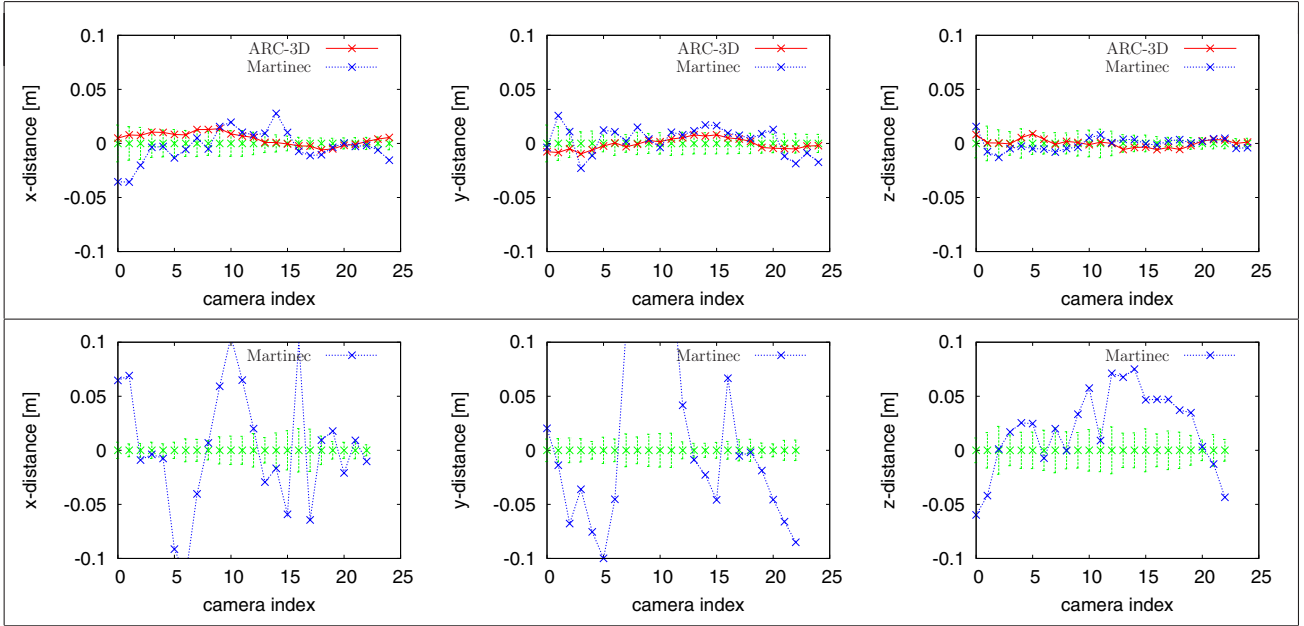 0.1
0.05
0
-0.05
-0.1
x-distance [m]
ARC-3D
Martinec
0 5 10 15 20 25
camera index
0.1
0.05
0
-0.05
-0.1
y-distance [m]
ARC-3D
Martinec
0 5 10 15 20 25
camera index
0.1
0.05
0
-0.05
-0.1
z-distance [m]
ARC-3D
Martinec
0 5 10 15 20 25
camera index
0.1
0.05
0
-0.05
-0.1
x-distance [m]
Martinec
0 5 10 15 20 25
camera index
0.1
0.05
0
-0.05
-0.1
y-distance [m]
Martinec
0 5 10 15 20 25
camera index
0.1
0.05
0
-0.05
-0.1
z-distance [m]
Martinec
0 5 10 15 20 25
camera index